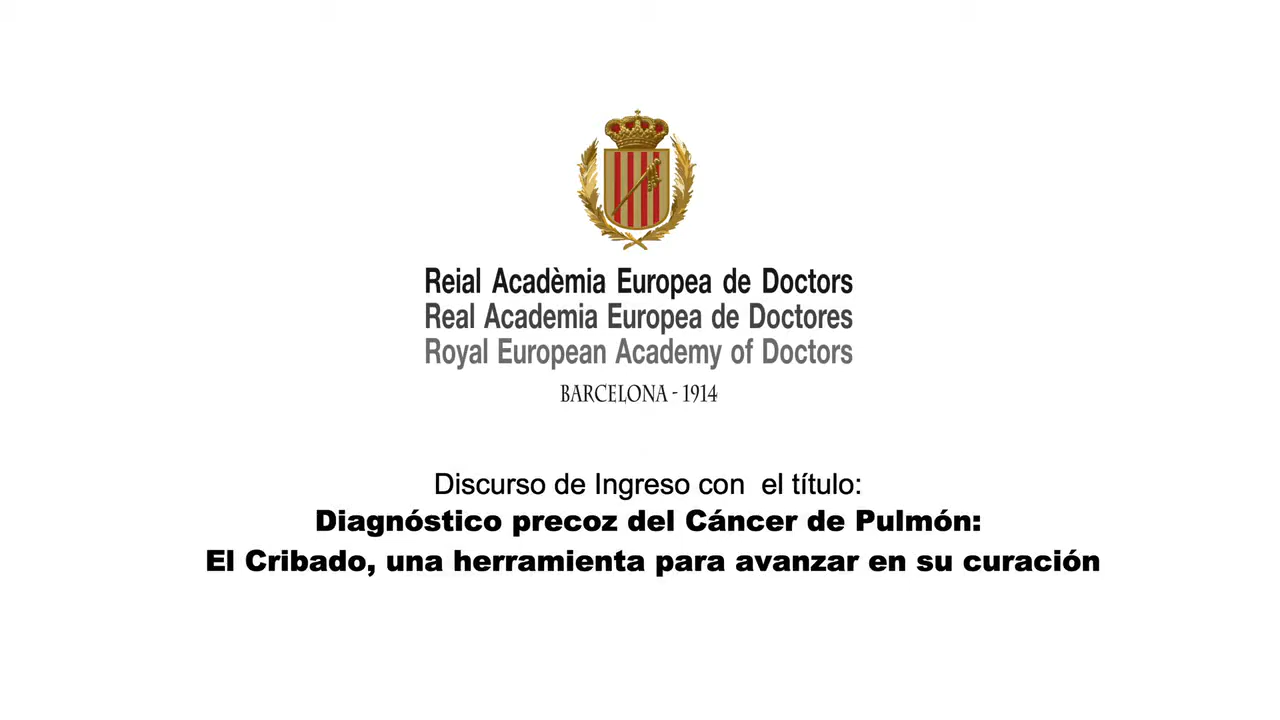 Reial Acadèmia Europea de Doctors
Real Academia Europea de Doctores
Royal European Academy of Doctors
BARCELONA - 1914
Discurso de Ingreso con el título:
Diagnóstico precoz del Cáncer de Pulmón:
El Cribado, una herramienta para avanzar en su curación